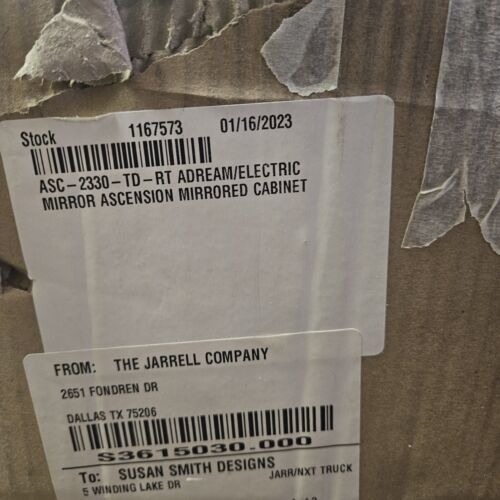 Stock 1167573 01/16/2023
ASC-2330-TD-RT ADREAM/ELECTRIC
MIRROR ASCENSION MIRRORED CABINET
FROM: THE JARRELL COMPANY
2651 FONDREN DR
DALLAS TX 75206
S3615030.000
To: SUSAN SMITH DESIGNS
JARR/NXT TRUCK
5 WINDING LAKE DR